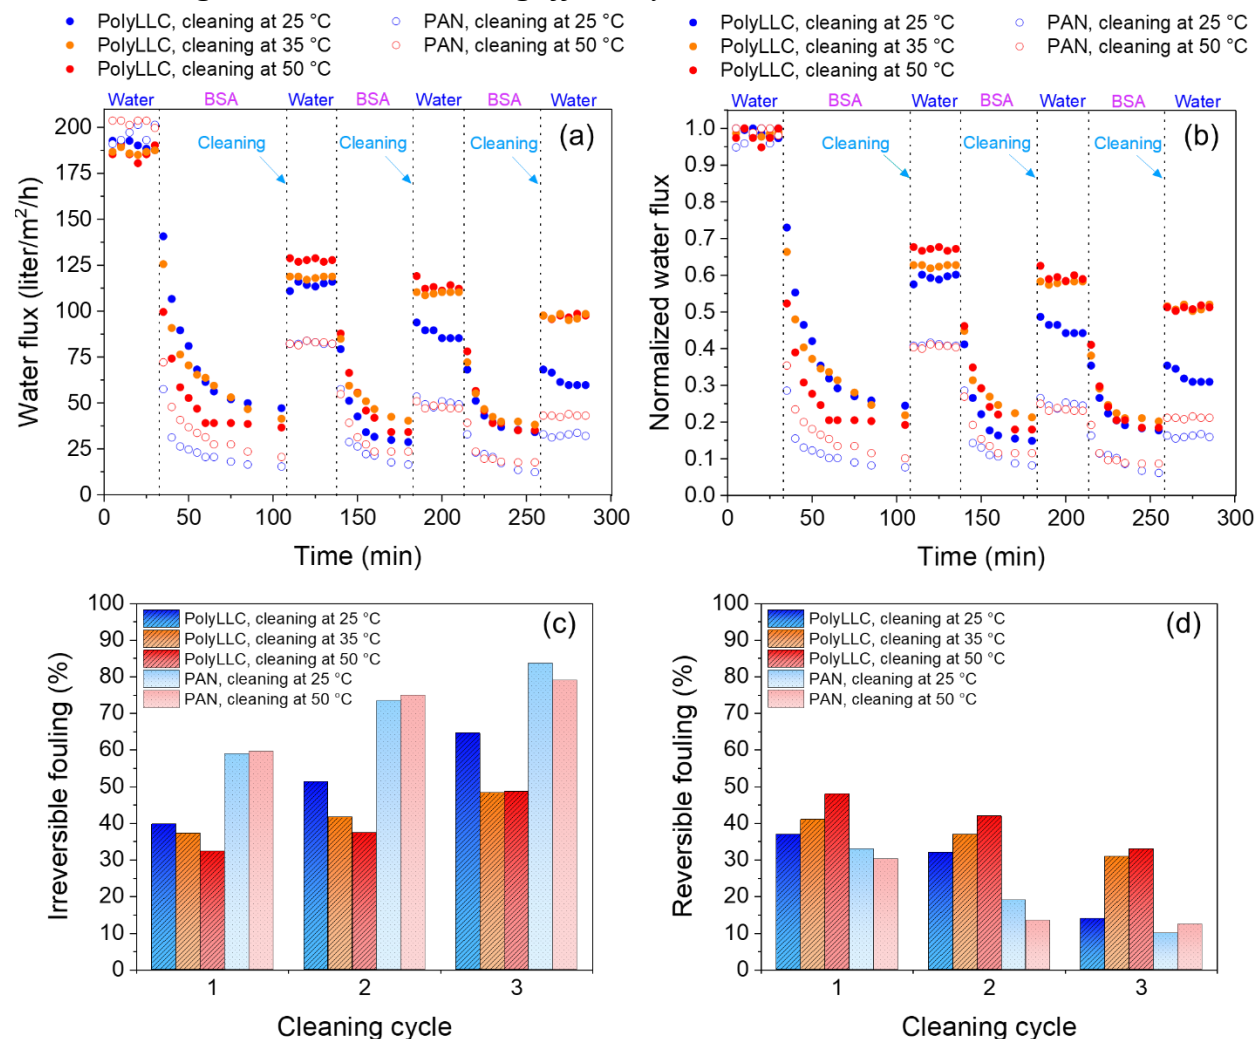 PolyLLC, cleaning at 25 °C
PAN, cleaning at 25 °C
PolyLLC, cleaning at 35 °C
PAN, cleaning at 50 °C
PolyLLC, cleaning at 50 °C
Water BSA Water BSA Water BSA Water
(a)
Cleaning Cleaning Cleaning
200
175
150
125
100
75
50
25
0
0 50 100 150 200 250 300
Water flux (liter/m²/h)
Time (min)
PolyLLC, cleaning at 25 °C
PAN, cleaning at 25 °C
PolyLLC, cleaning at 35 °C
PAN, cleaning at 50 °C
PolyLLC, cleaning at 50 °C
Water BSA Water BSA Water BSA Water
(b)
Cleaning Cleaning Cleaning
1.0
0.9
0.8
0.7
0.6
0.5
0.4
0.3
0.2
0.1
0.0
0 50 100 150 200 250 300
Normalized water flux
Time (min)
100
90
80
70
60
50
40
30
20
10
0
PolyLLC, cleaning at 25 °C
PolyLLC, cleaning at 35 °C
PolyLLC, cleaning at 50 °C
PAN, cleaning at 25 °C
PAN, cleaning at 50 °C
(c)
1 2 3
Irreversible fouling (%)
Cleaning cycle
100
90
80
70
60
50
40
30
20
10
0
PolyLLC, cleaning at 25 °C
PolyLLC, cleaning at 35 °C
PolyLLC, cleaning at 50 °C
PAN, cleaning at 25 °C
PAN, cleaning at 50 °C
(d)
1 2 3
Reversible fouling (%)
Cleaning cycle